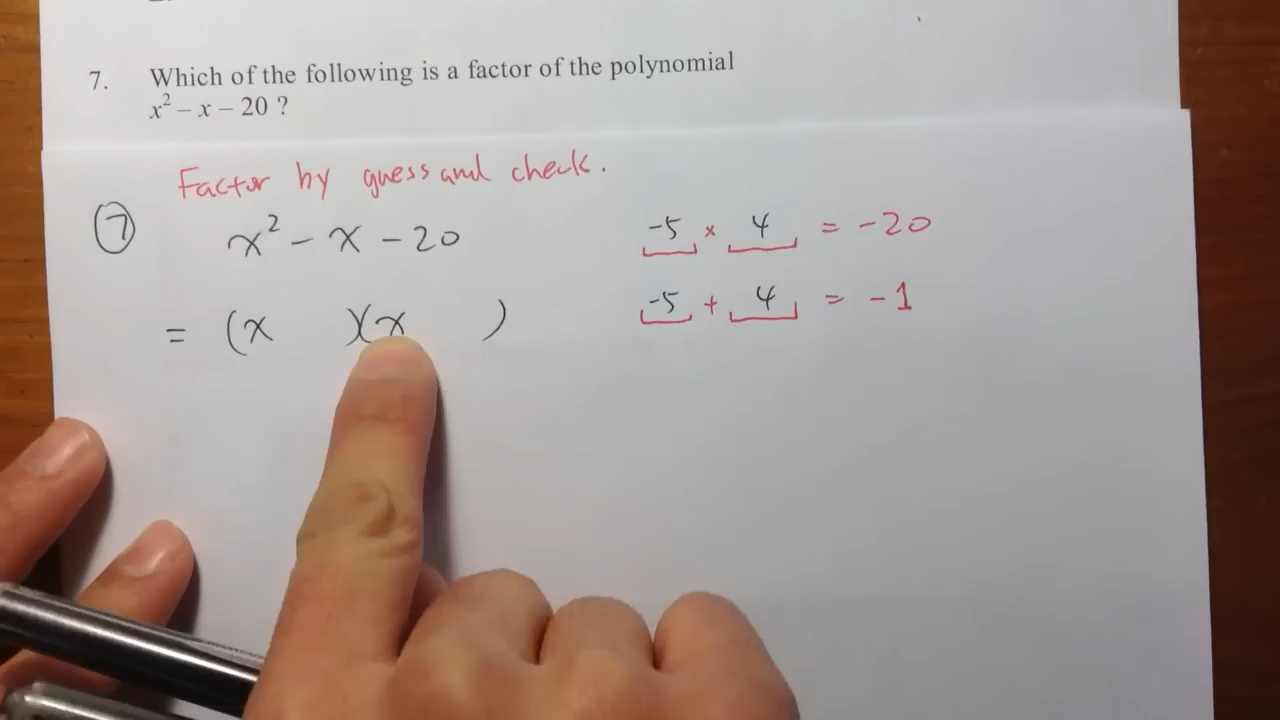 7. Which of the following is a factor of the polynomial
x² – x – 20 ?
Factor by guess and check.
⑦ x² - x - 20
= (x )(x )
-5 × 4 = -20
-5 + 4 = -1